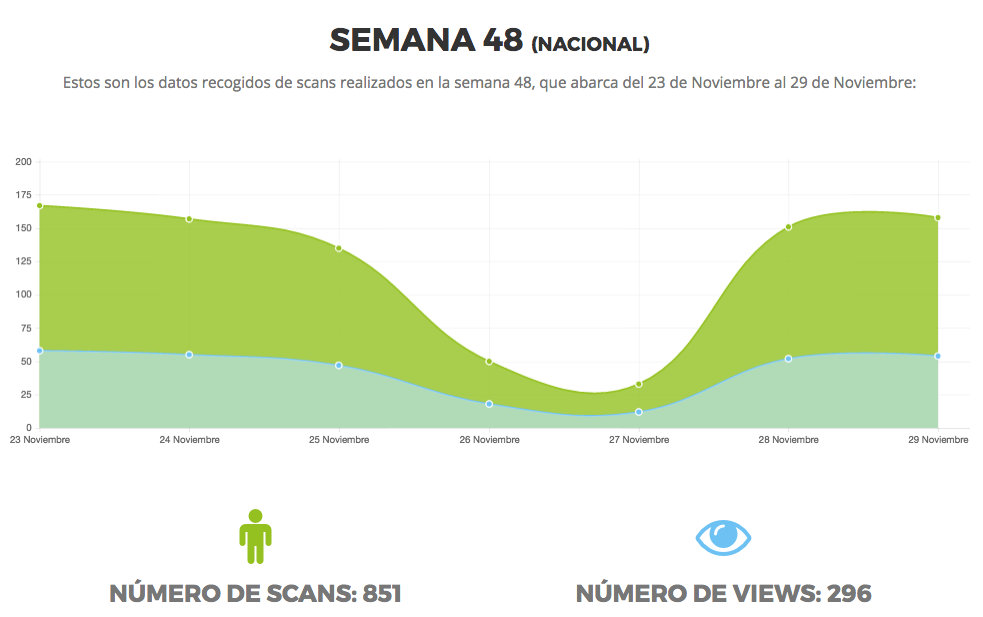 SEMANA 48 (NACIONAL)
Estos son los datos recogidos de scans realizados en la semana 48, que abarca del 23 de Noviembre al 29 de Noviembre:
200
175
150
125
100
75
50
25
0
23 Noviembre 24 Noviembre 25 Noviembre 26 Noviembre 27 Noviembre 28 Noviembre 29 Noviembre
NÚMERO DE SCANS: 851 NÚMERO DE VIEWS: 296